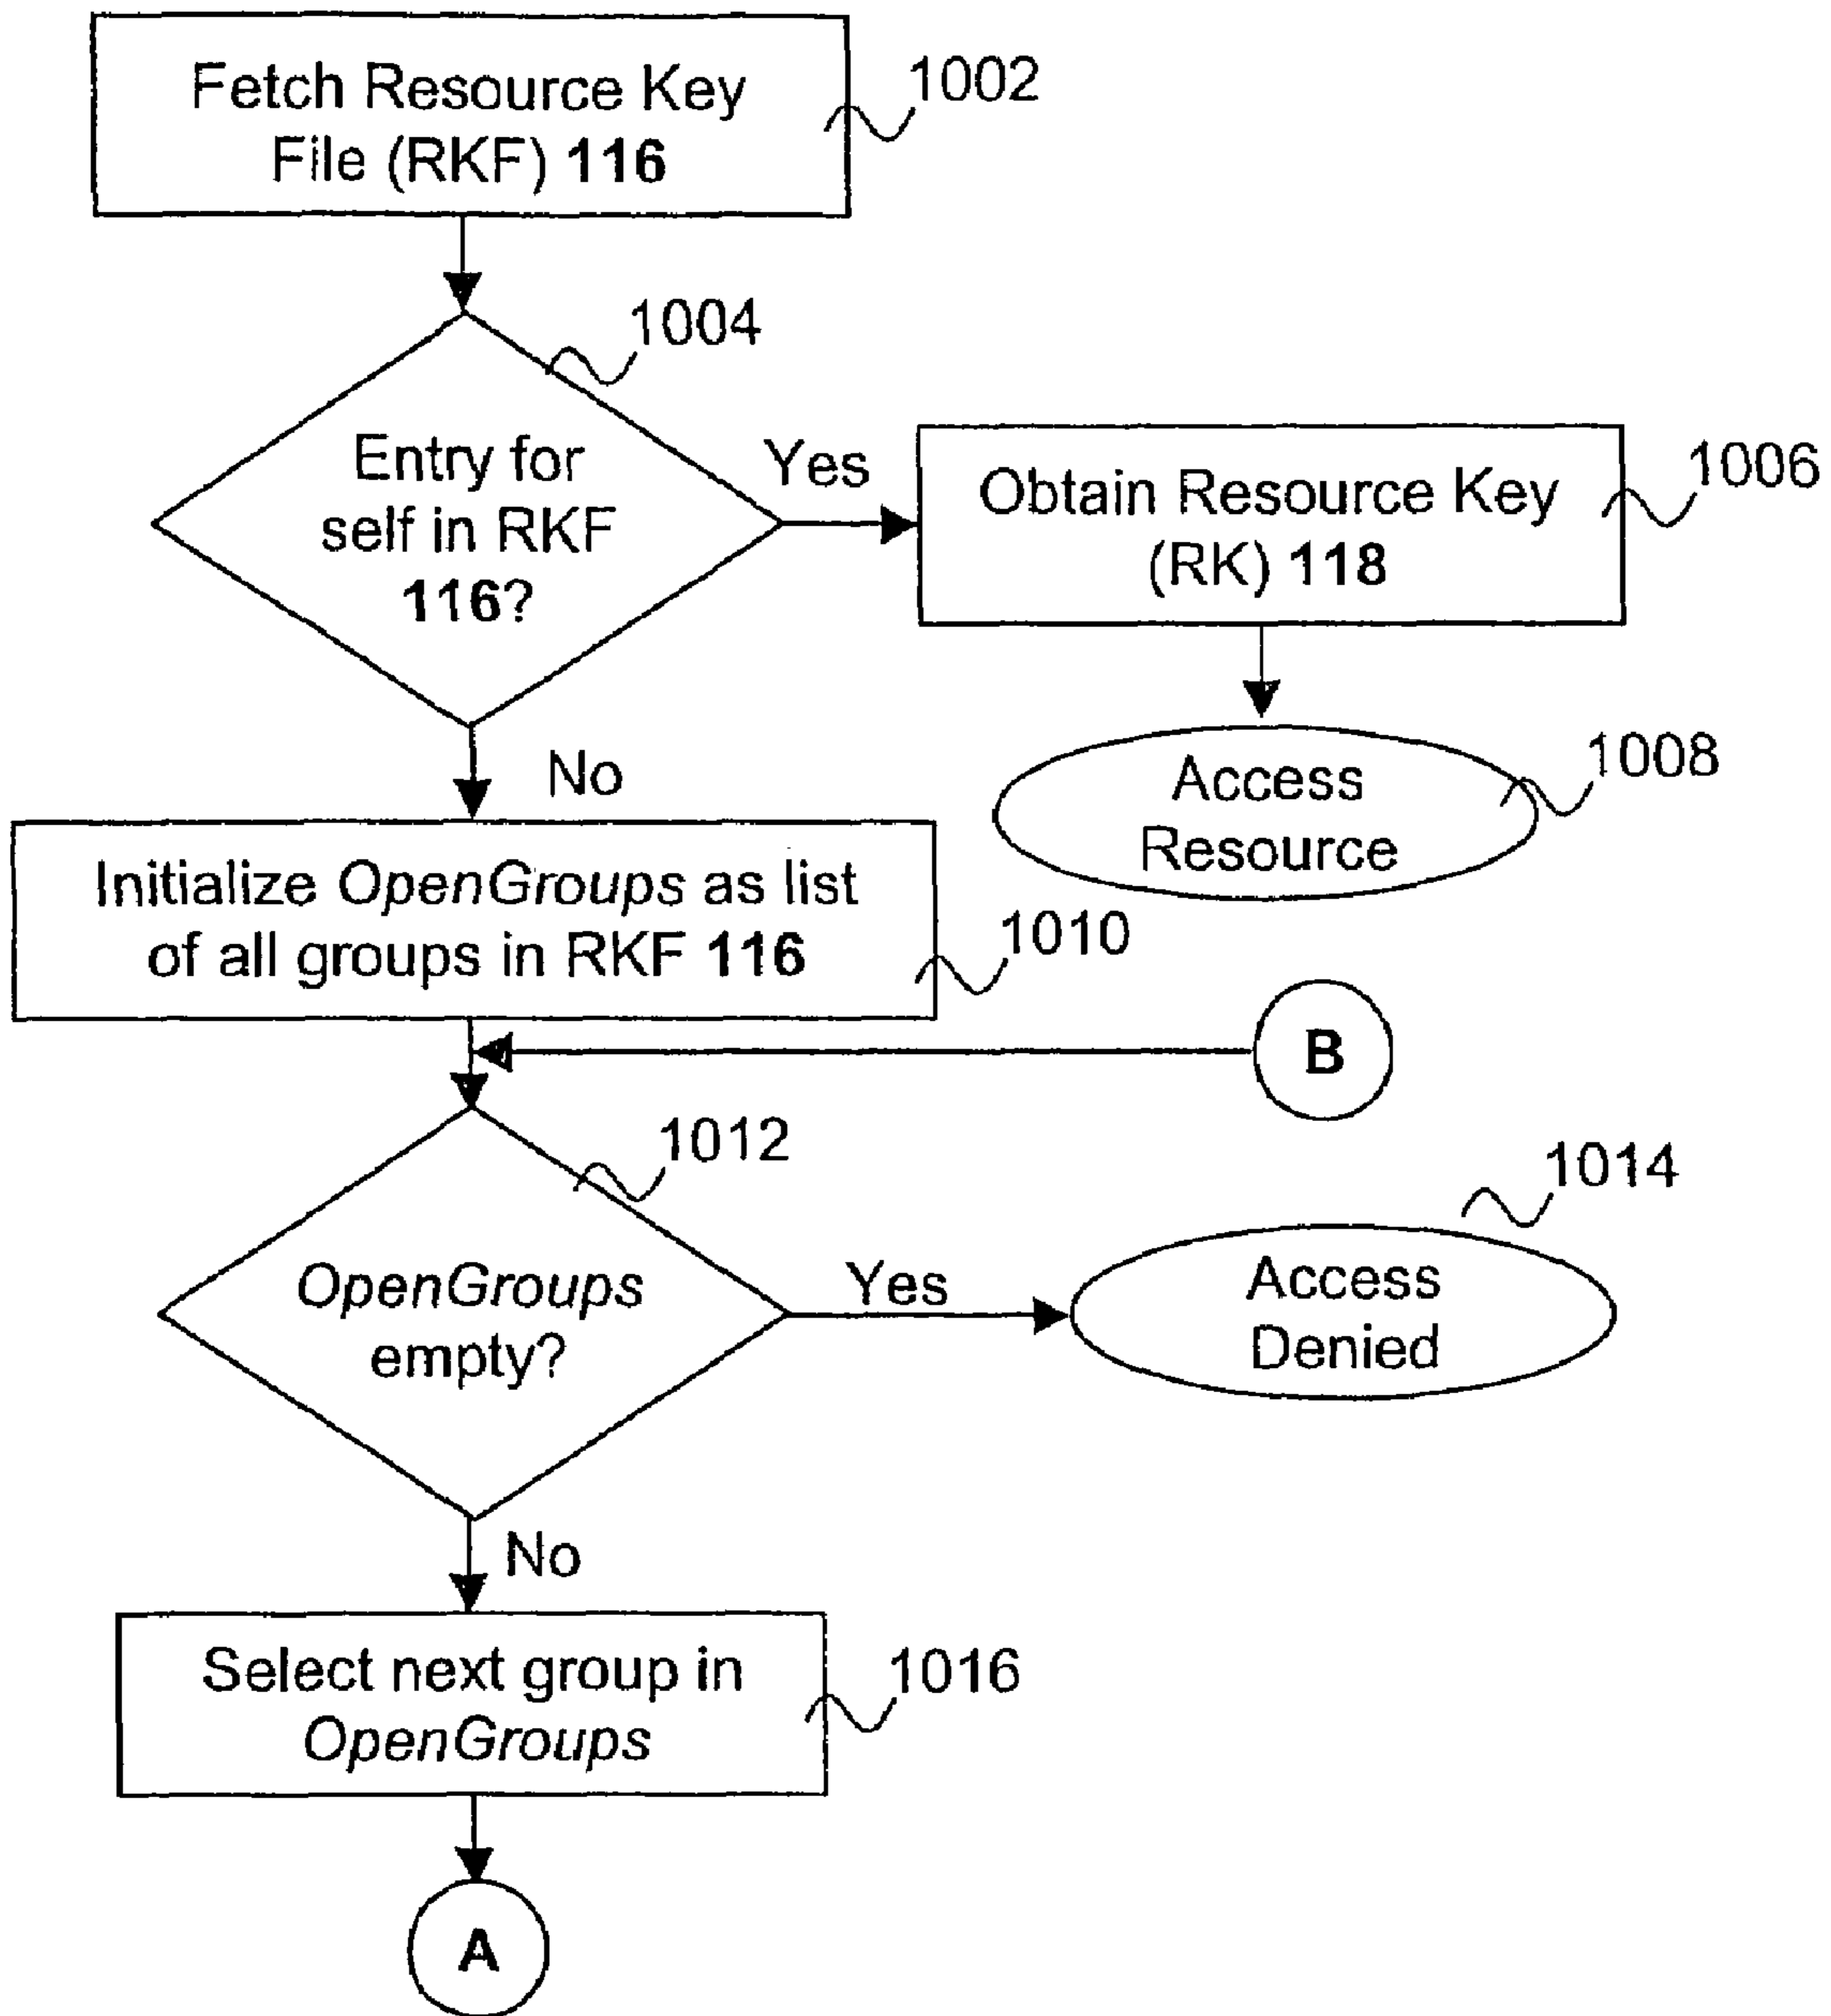 Fetch Resource Key
File (RKF) 116
1002
1004
Entry for
self in RKF
116?
Yes
Obtain Resource Key
(RK) 118
1006
No
Access
Resource
1008
Initialize OpenGroups as list
of all groups in RKF 116
1010
B
1012
OpenGroups
empty?
Yes
1014
Access
Denied
No
Select next group in
OpenGroups
1016
A